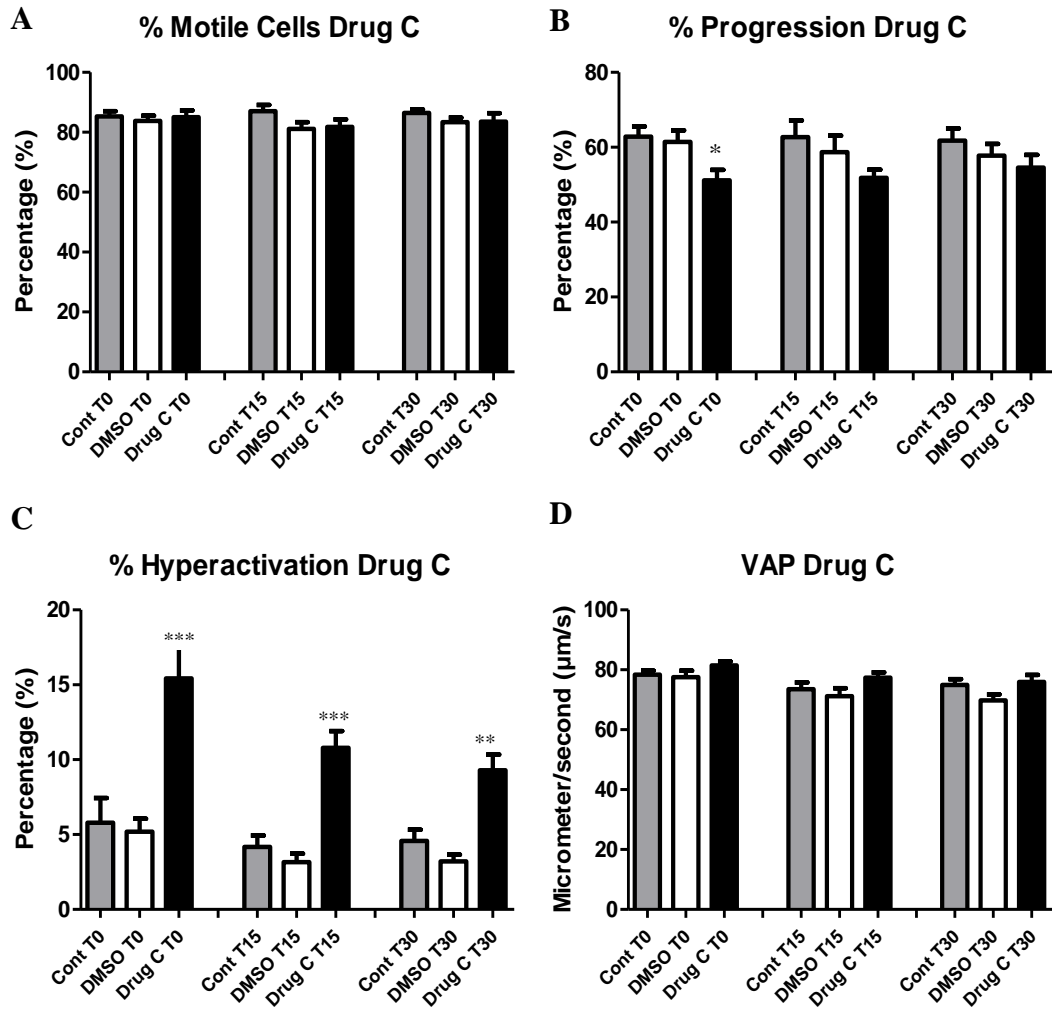 A
% Motile Cells Drug C
Percentage (%)
100
80
60
40
20
0
Cont T0
DMSO T0
Drug C T0
Cont T15
DMSO T15
Drug C T15
Cont T30
DMSO T30
Drug C T30
B
% Progression Drug C
Percentage (%)
80
60
40
20
0
*
Cont T0
DMSO T0
Drug C T0
Cont T15
DMSO T15
Drug C T15
Cont T30
DMSO T30
Drug C T30
C
% Hyperactivation Drug C
Percentage (%)
20
15
10
5
0
***
***
**
Cont T0
DMSO T0
Drug C T0
Cont T15
DMSO T15
Drug C T15
Cont T30
DMSO T30
Drug C T30
D
VAP Drug C
Micrometer/second (µm/s)
100
80
60
40
20
0
Cont T0
DMSO T0
Drug C T0
Cont T15
DMSO T15
Drug C T15
Cont T30
DMSO T30
Drug C T30